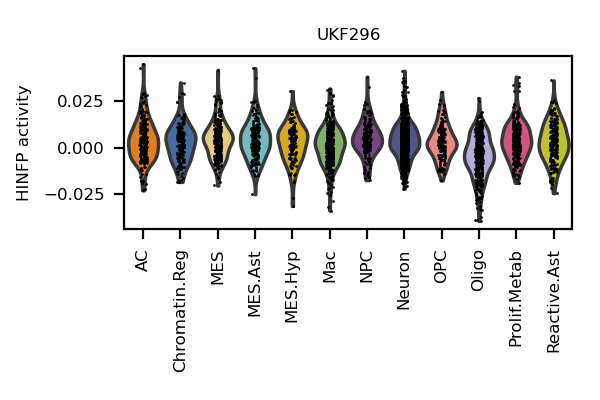 UKF296
HINFP activity
0.025
0.000
−0.025
AC
Chromatin.Reg
MES
MES.Ast
MES.Hyp
Mac
NPC
Neuron
OPC
Oligo
Prolif.Metab
Reactive.Ast